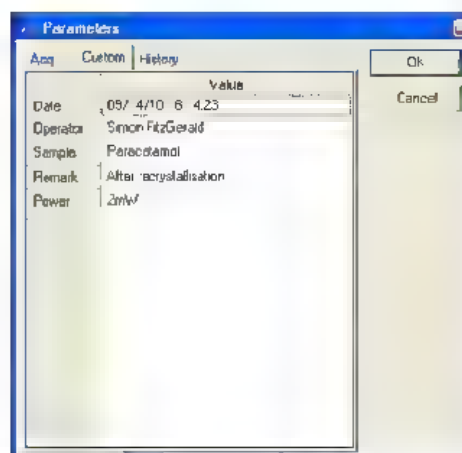 Parameters
Acq Custom History
Ok
Value
Cancel
Date
Operator Simon FitzGerald
Sample Paracetamol
Remark After recrystallisation
Power 2mW